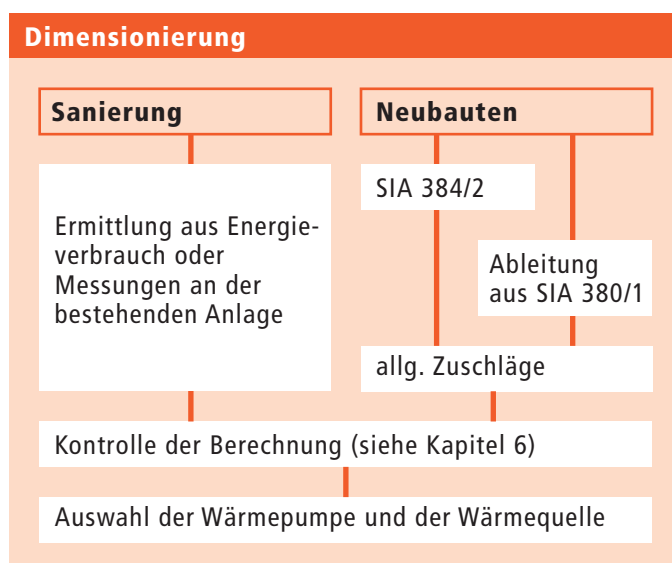 Dimensionierung
Sanierung
Ermittlung aus Energie-
verbrauch oder
Messungen an der
bestehenden Anlage
Neubauten
SIA 384/2
Ableitung
aus SIA 380/1
allg. Zuschläge
Kontrolle der Berechnung (siehe Kapitel 6)
Auswahl der Wärmepumpe und der Wärmequelle